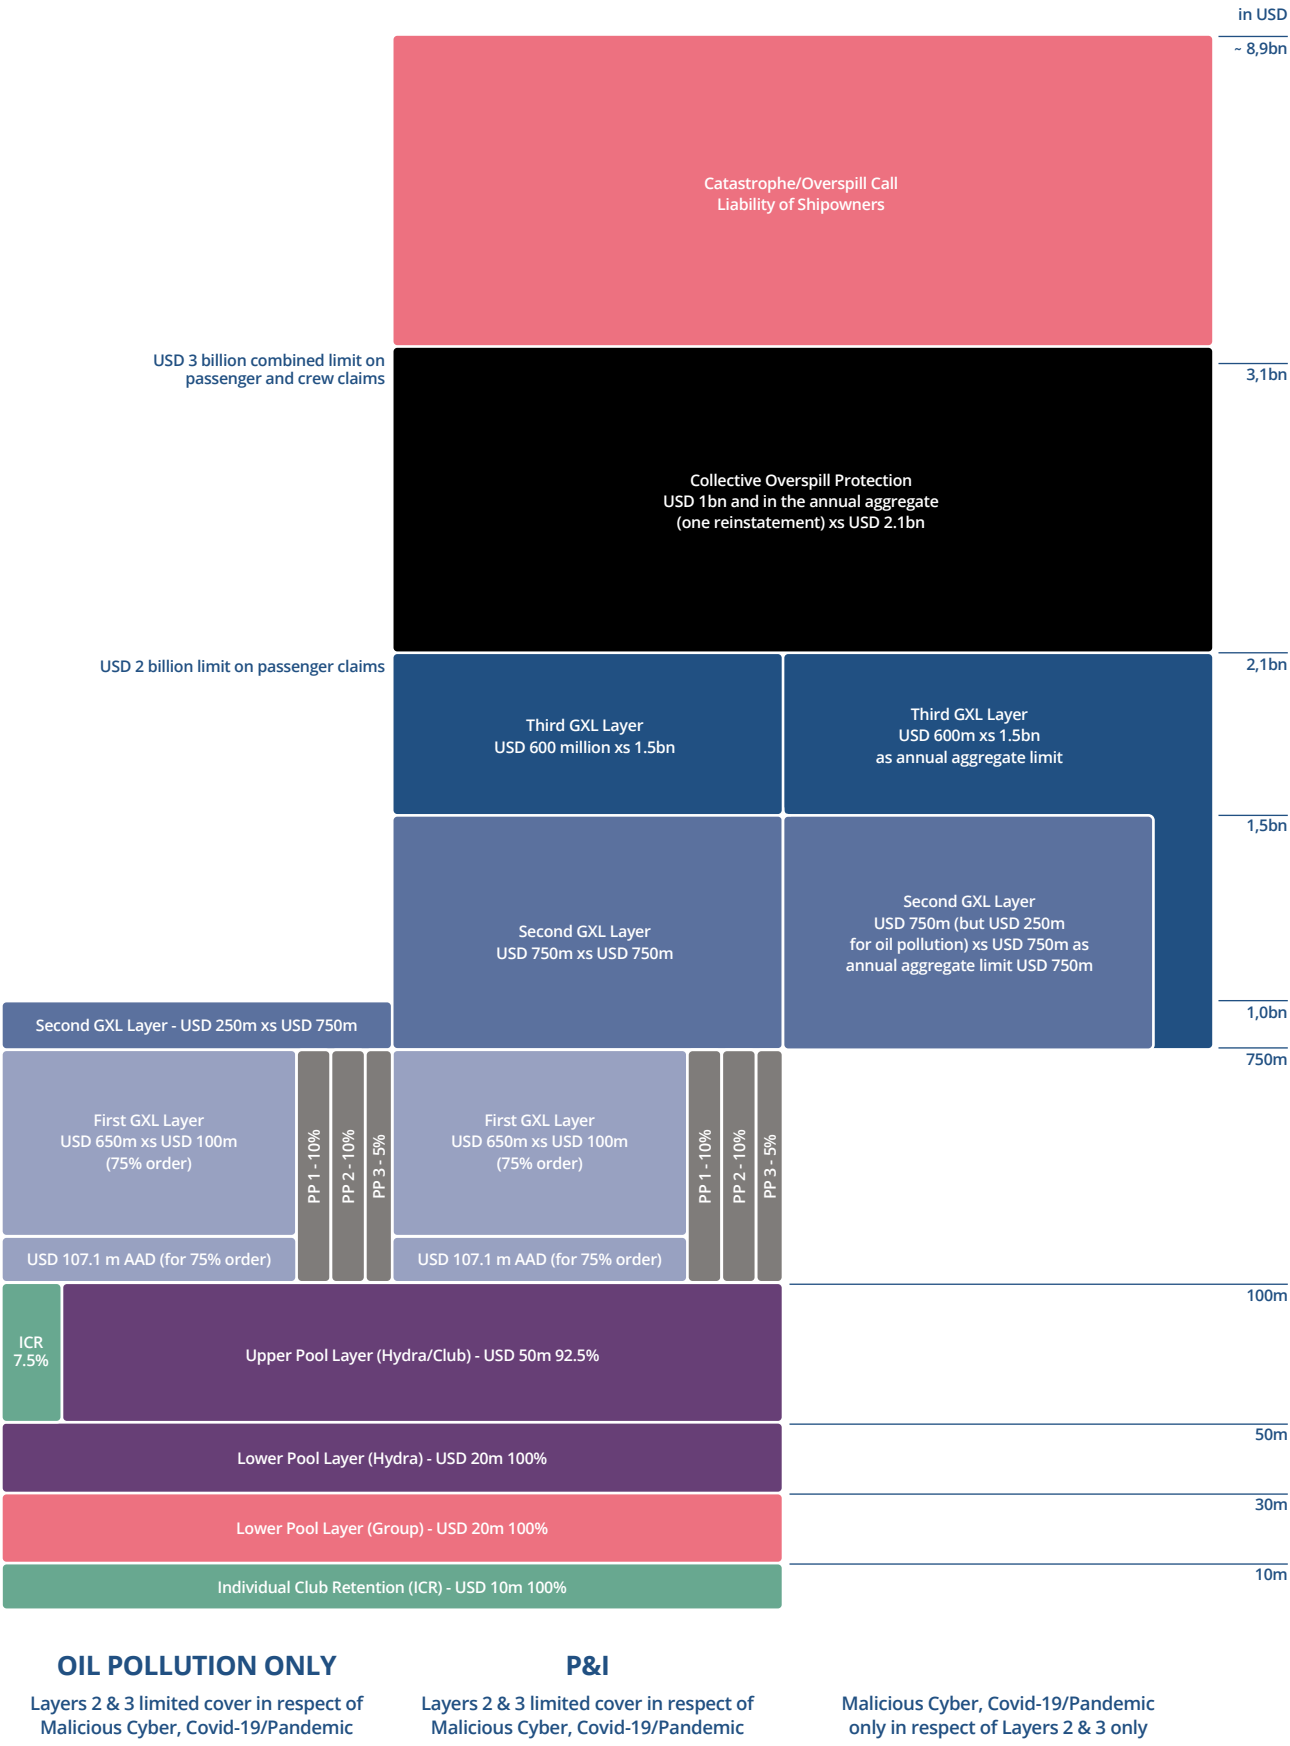 in USD
~ 8,9bn
Catastrophe/Overspill Call
Liability of Shipowners
USD 3 billion combined limit on
passenger and crew claims
3,1bn
Collective Overspill Protection
USD 1bn and in the annual aggregate
(one reinstatement) xs USD 2.1bn
USD 2 billion limit on passenger claims
2,1bn
Third GXL Layer
USD 600 million xs 1.5bn
Third GXL Layer
USD 600m xs 1.5bn
as annual aggregate limit
1,5bn
Second GXL Layer
USD 750m xs USD 750m
Second GXL Layer
USD 750m (but USD 250m
for oil pollution) xs USD 750m as
annual aggregate limit USD 750m
1,0bn
Second GXL Layer - USD 250m xs USD 750m
750m
First GXL Layer
USD 650m xs USD 100m
(75% order)
PP 1 - 10%
PP 2 - 10%
PP 3 - 5%
First GXL Layer
USD 650m xs USD 100m
(75% order)
PP 1 - 10%
PP 2 - 10%
PP 3 - 5%
USD 107.1 m AAD (for 75% order)
USD 107.1 m AAD (for 75% order)
100m
ICR
7.5%
Upper Pool Layer (Hydra/Club) - USD 50m 92.5%
50m
Lower Pool Layer (Hydra) - USD 20m 100%
30m
Lower Pool Layer (Group) - USD 20m 100%
10m
Individual Club Retention (ICR) - USD 10m 100%
OIL POLLUTION ONLY
Layers 2 & 3 limited cover in respect of
Malicious Cyber, Covid-19/Pandemic
P&I
Layers 2 & 3 limited cover in respect of
Malicious Cyber, Covid-19/Pandemic
Malicious Cyber, Covid-19/Pandemic
only in respect of Layers 2 & 3 only